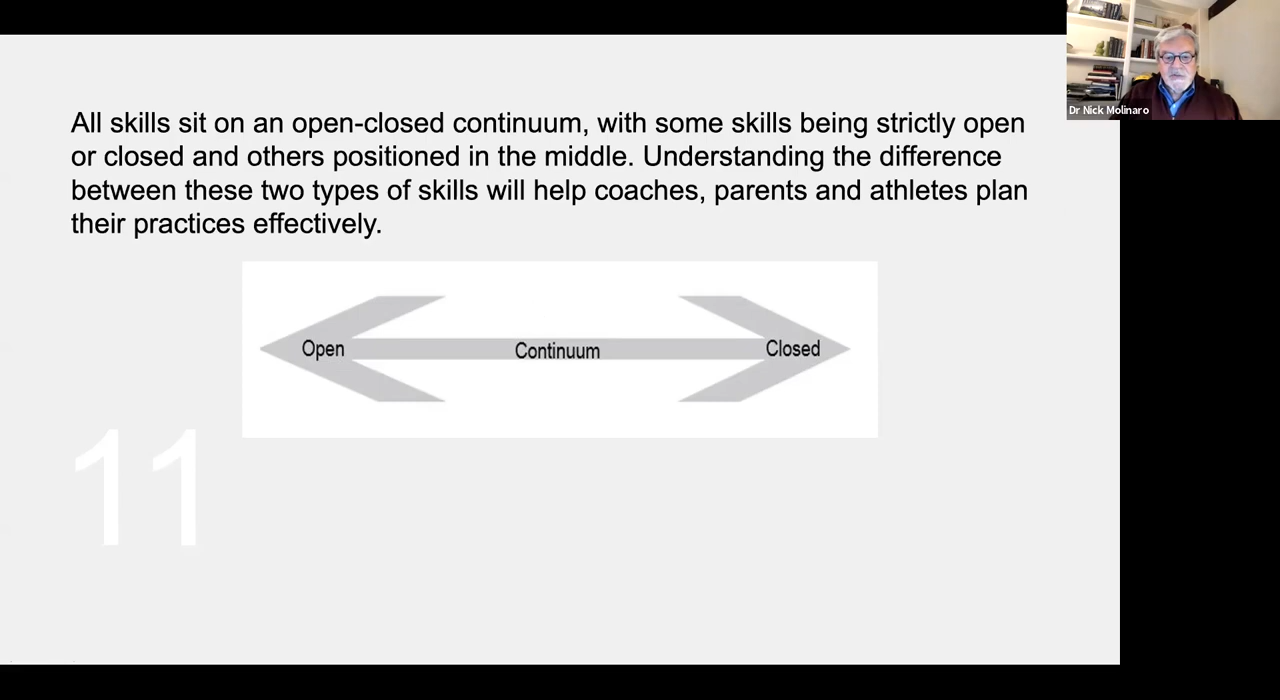 Dr Nick Molinaro
All skills sit on an open-closed continuum, with some skills being strictly open
or closed and others positioned in the middle. Understanding the difference
between these two types of skills will help coaches, parents and athletes plan
their practices effectively.
Open Continuum Closed
11